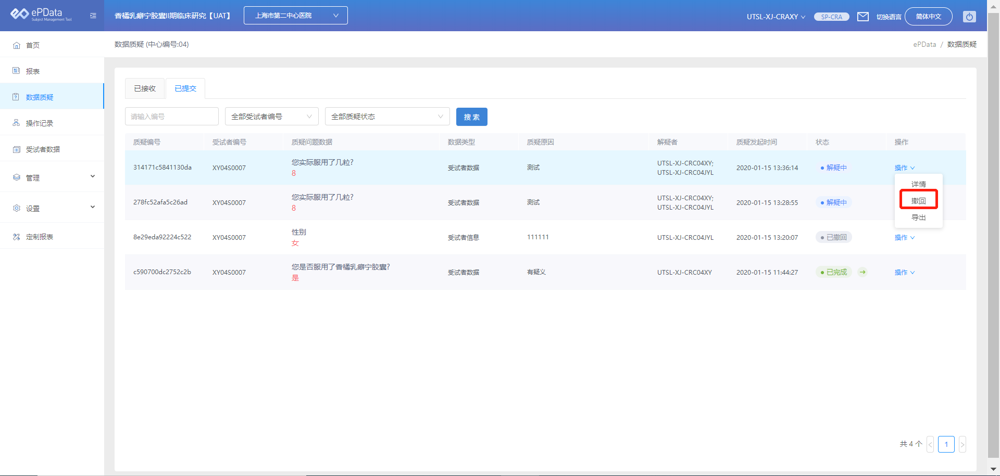 ePData
Subject Management Tool
香橘乳癖宁胶囊II期临床研究【UAT】
上海市第二中心医院
UTSL-XJ-CRAXY
SP-CRA
切换语言
简体中文
首页
报表
数据质疑
操作记录
受试者数据
管理
设置
定制报表
数据质疑 (中心编号:04)
ePData / 数据质疑
已接收
已提交
请输入编号
全部受试者编号
全部质疑状态
搜 索
质疑编号 受试者编号 质疑问题数据 数据类型 质疑原因 解疑者 质疑发起时间 状态 操作
314171c5841130da XY04S0007 您实际服用了几粒? 受试者数据 测试 UTSL-XJ-CRC04XY; 2020-01-15 13:36:14 解疑中 操作
8 UTSL-XJ-CRC04JYL
278fc52afa5c26ad XY04S0007 您实际服用了几粒? 受试者数据 测试 UTSL-XJ-CRC04XY; 2020-01-15 13:28:55 解疑中
8 UTSL-XJ-CRC04JYL
详情
撤回
导出
8e29eda92224c522 XY04S0007 性别 受试者信息 111111 UTSL-XJ-CRC04JYL 2020-01-15 13:20:07 已撤回 操作
女
c590700dc2752c2b XY04S0007 您是否服用了香橘乳癖宁胶囊? 受试者数据 有疑义 UTSL-XJ-CRC04XY 2020-01-15 11:44:27 已完成 操作
是
共 4 个 < 1 >